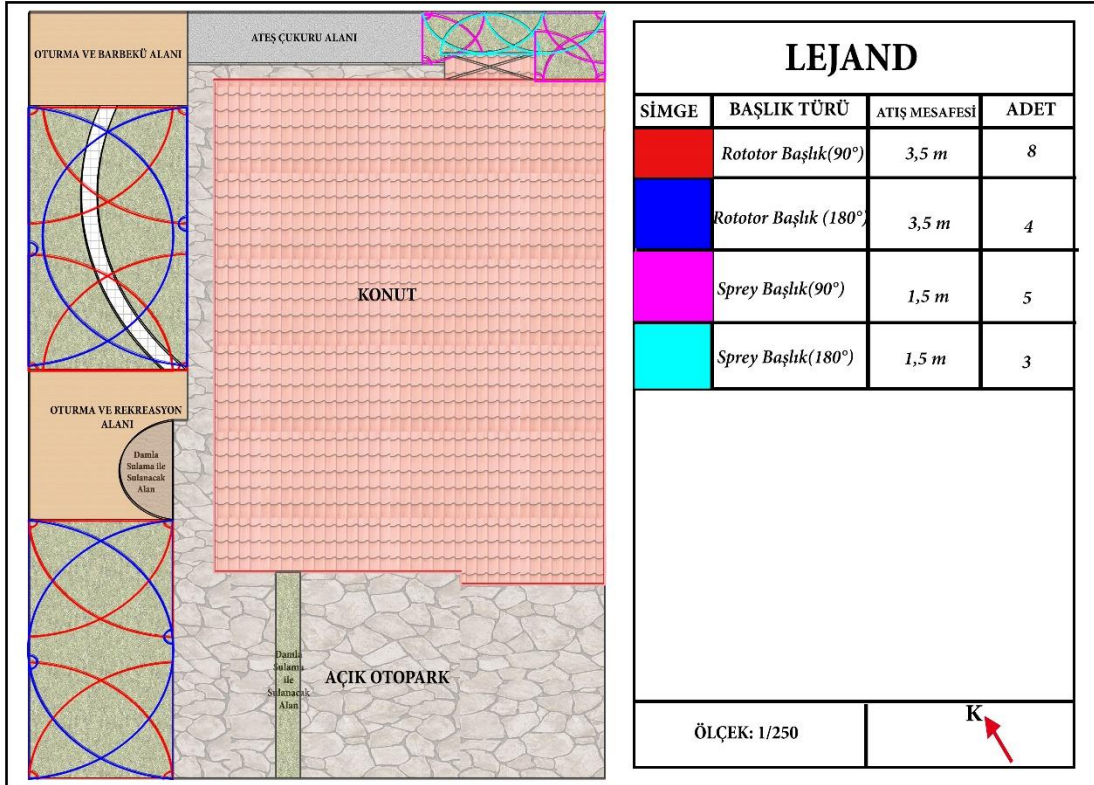 OTURMA VE BARBEKÜ ALANI
ATEŞ ÇUKURU ALANI
KONUT
OTURMA VE REKREASYON
ALANI
Damla
Sulama ile
Sulanacak
Alan
Damla
Sulama
ile
Sulanacak
Alan
AÇIK OTOPARK
LEJAND
SİMGE BAŞLIK TÜRÜ ATIŞ MESAFESİ ADET
Rototor Başlık(90°) 3,5 m 8
Rototor Başlık (180°) 3,5 m 4
Sprey Başlık(90°) 1,5 m 5
Sprey Başlık(180°) 1,5 m 3
ÖLÇEK: 1/250
K